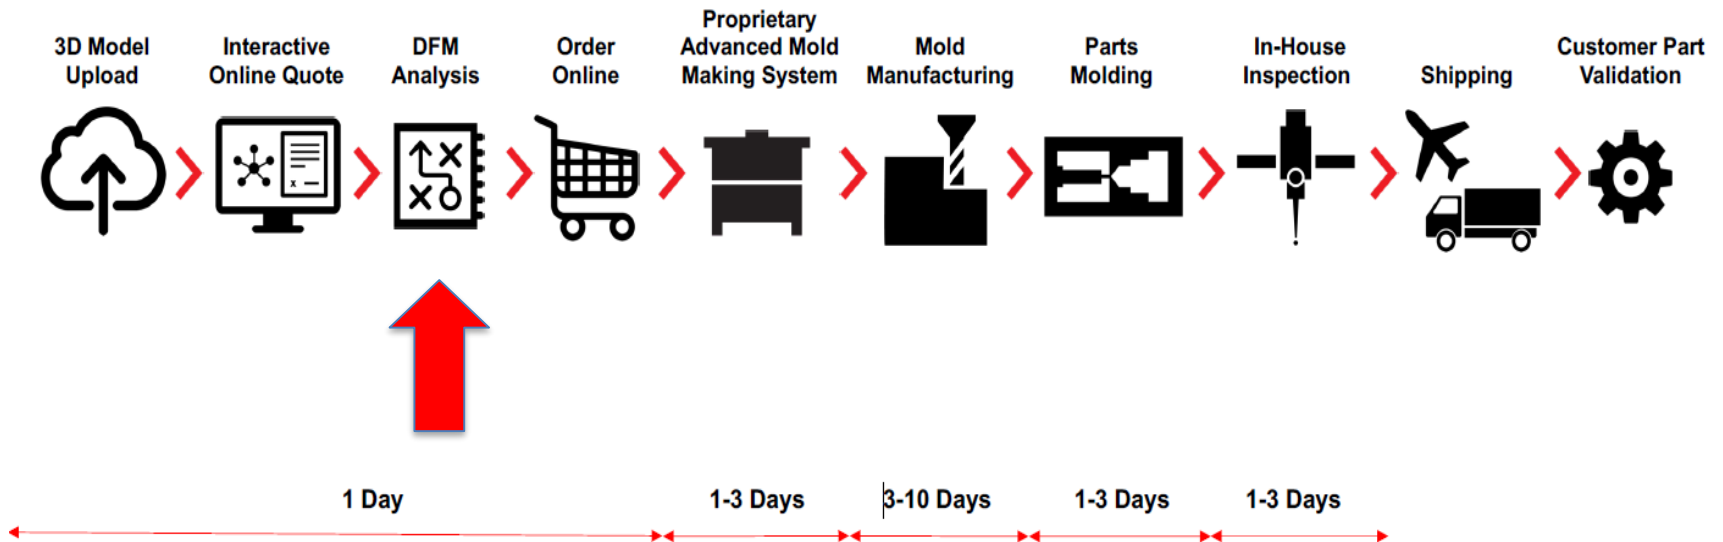 3D Model
Upload
Interactive
Online Quote
DFM
Analysis
Order
Online
Proprietary
Advanced Mold
Making System
Mold
Manufacturing
Parts
Molding
In-House
Inspection
Shipping
Customer Part
Validation
x
1 Day
1-3 Days
3-10 Days
1-3 Days
1-3 Days